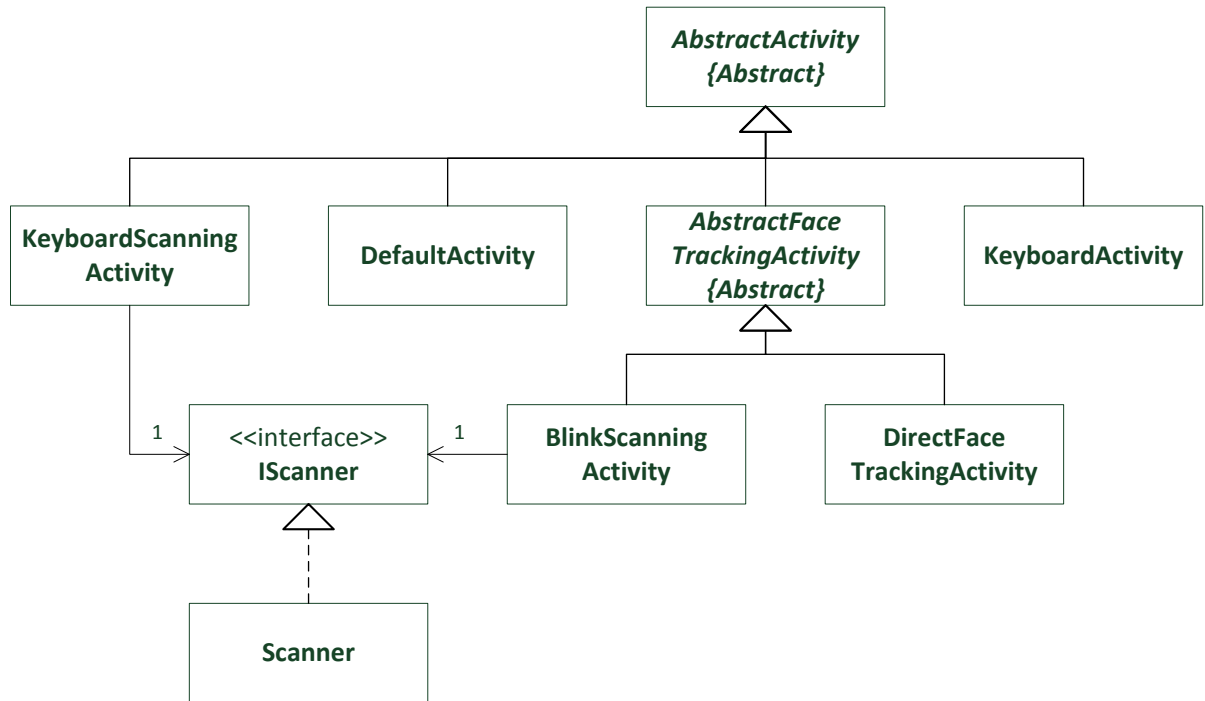 AbstractActivity
{Abstract}
KeyboardScanning
Activity
DefaultActivity
AbstractFace
TrackingActivity
{Abstract}
KeyboardActivity
1
<<interface>>
IScanner
1
BlinkScanning
Activity
DirectFace
TrackingActivity
Scanner